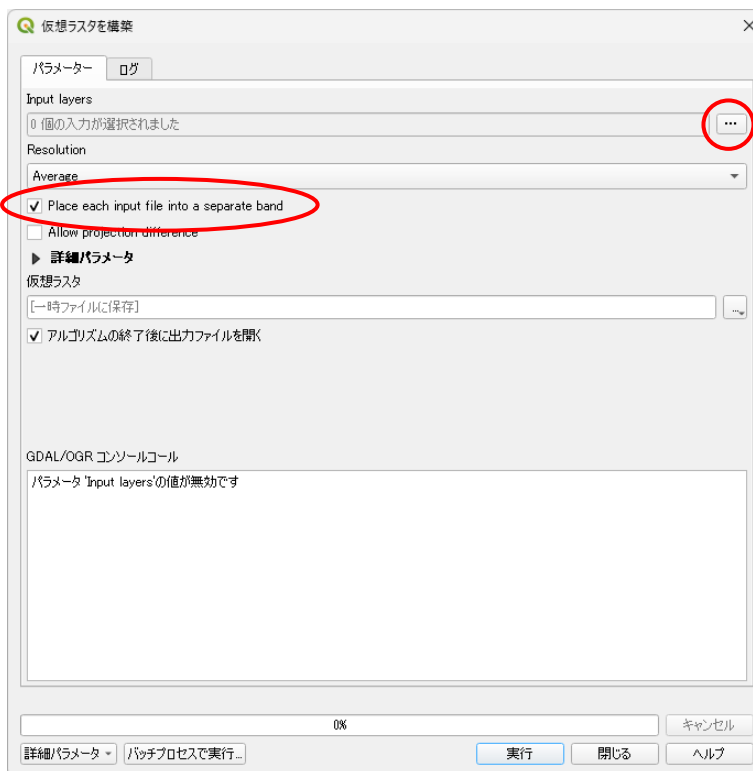 仮想ラスタを構築
パラメーター ログ
Input layers
0 個の入力が選択されました …
Resolution
Average
Place each input file into a separate band
Allow projection difference
詳細パラメータ
仮想ラスタ
[一時ファイルに保存] …
アルゴリズムの終了後に出力ファイルを開く
GDAL/OGR コンソールコール
パラメータ 'Input layers'の値が無効です
0% キャンセル
詳細パラメータ バッチプロセスで実行... 実行 閉じる ヘルプ